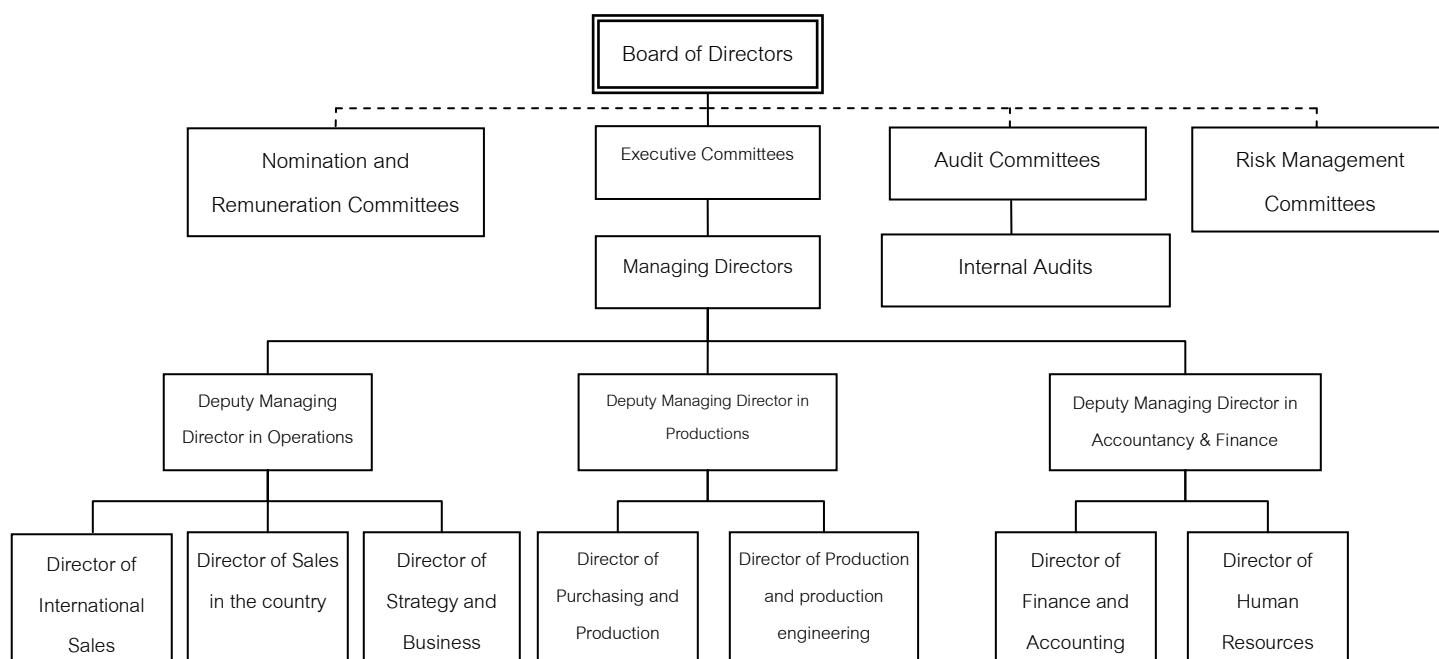 Board of Directors
Nomination and
Remuneration Committees
Executive Committees
Audit Committees
Risk Management
Committees
Managing Directors
Internal Audits
Deputy Managing
Director in Operations
Deputy Managing Director in
Productions
Deputy Managing Director in
Accountancy & Finance
Director of
International
Sales
Director of Sales
in the country
Director of
Strategy and
Business
Director of
Purchasing and
Production
Director of Production
and production
engineering
Director of
Finance and
Accounting
Director of
Human
Resources